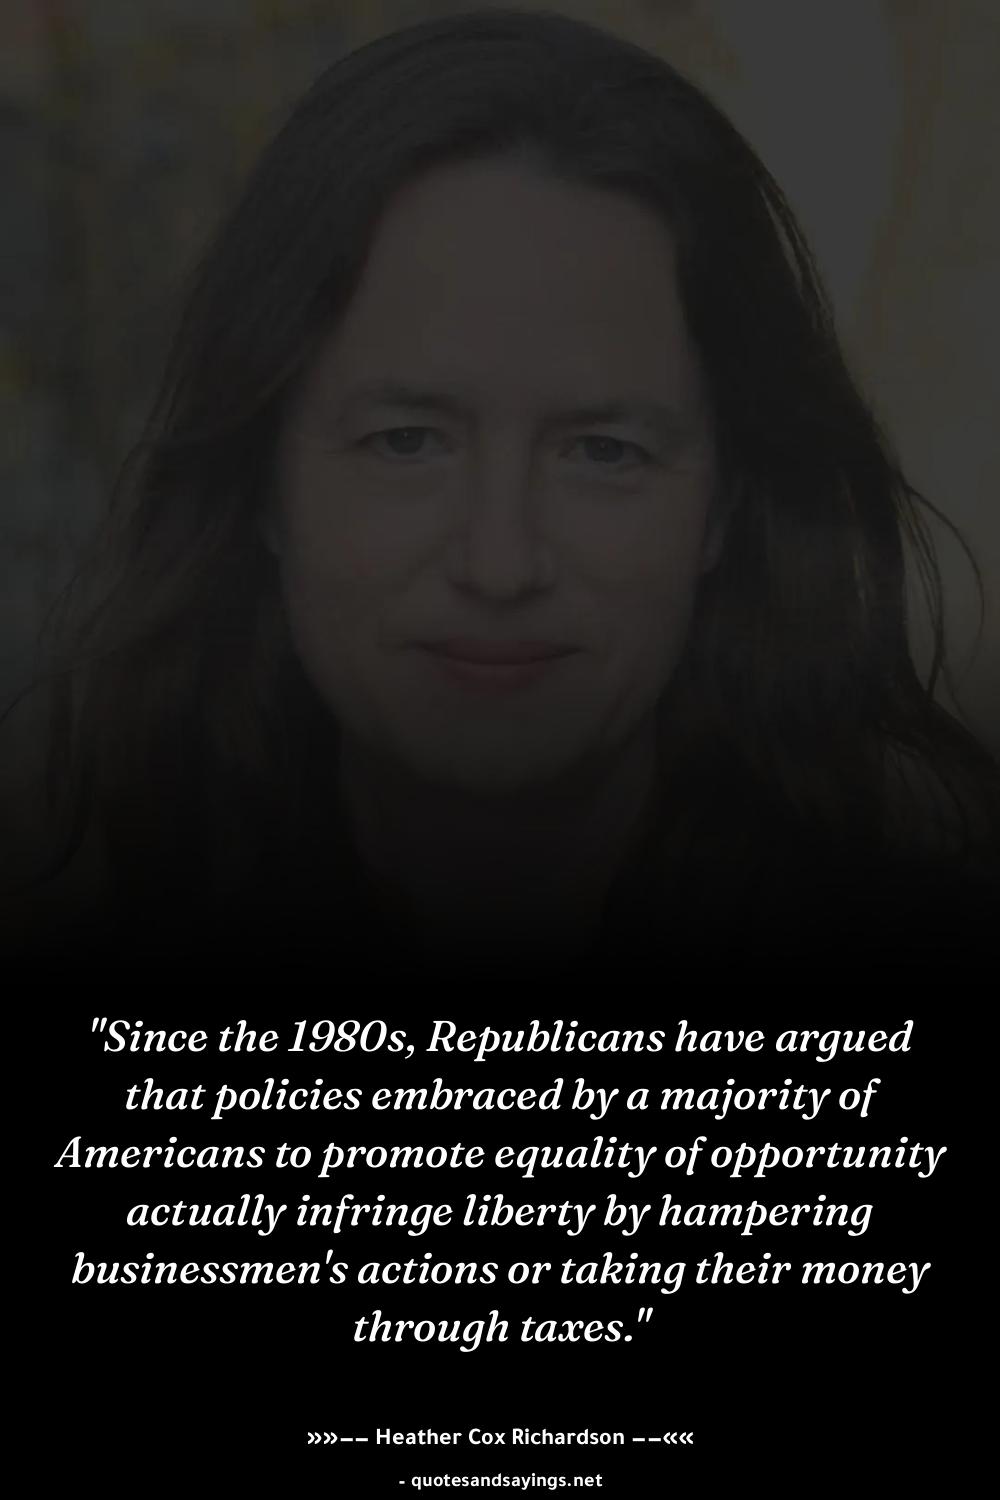 "Since the 1980s, Republicans have argued
that policies embraced by a majority of
Americans to promote equality of opportunity
actually infringe liberty by hampering
businessmen's actions or taking their money
through taxes."
»»−− Heather Cox Richardson −−««
- quotesandsayings.net